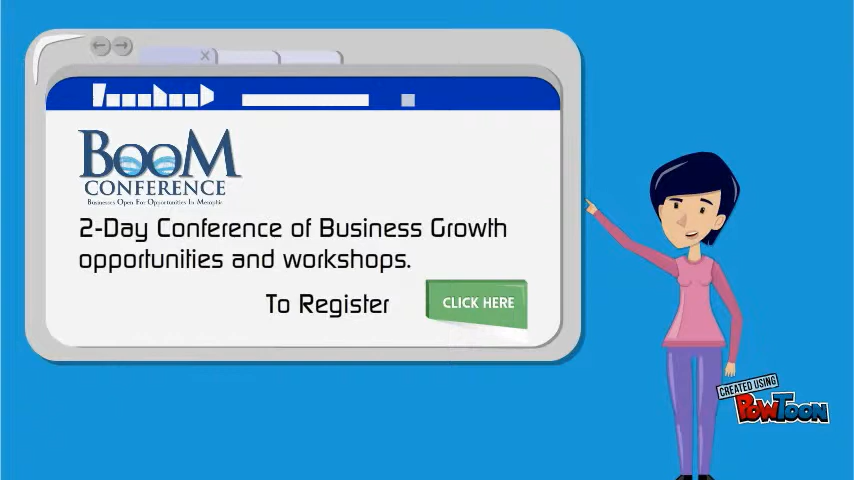 BOOM
CONFERENCE
Businesses Open For Opportunities In Memphis
2-Day Conference of Business Growth
opportunities and workshops.
To Register
CLICK HERE
CREATED USING
POWTOON